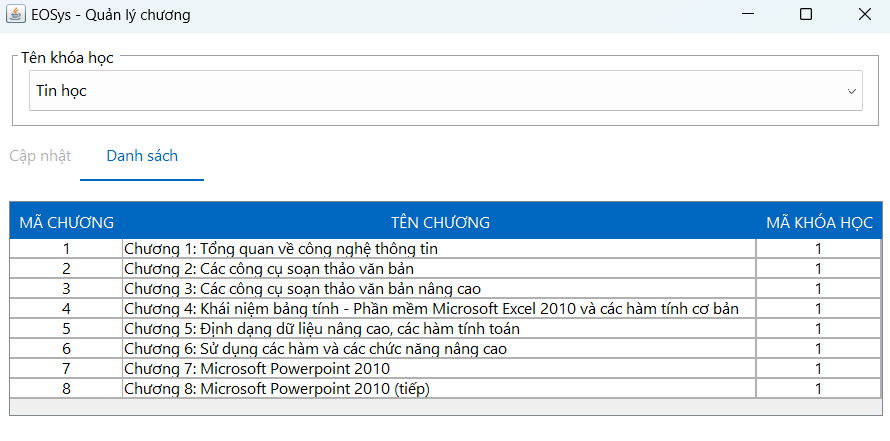 EOSys - Quản lý chương
Tên khóa học
Tin học
Cập nhật Danh sách
MÃ CHƯƠNG TÊN CHƯƠNG MÃ KHÓA HỌC
1 Chương 1: Tổng quan về công nghệ thông tin 1
2 Chương 2: Các công cụ soạn thảo văn bản 1
3 Chương 3: Các công cụ soạn thảo văn bản nâng cao 1
4 Chương 4: Khái niệm bảng tính - Phần mềm Microsoft Excel 2010 và các hàm tính cơ bản 1
5 Chương 5: Định dạng dữ liệu nâng cao, các hàm tính toán 1
6 Chương 6: Sử dụng các hàm và các chức năng nâng cao 1
7 Chương 7: Microsoft Powerpoint 2010 1
8 Chương 8: Microsoft Powerpoint 2010 (tiếp) 1